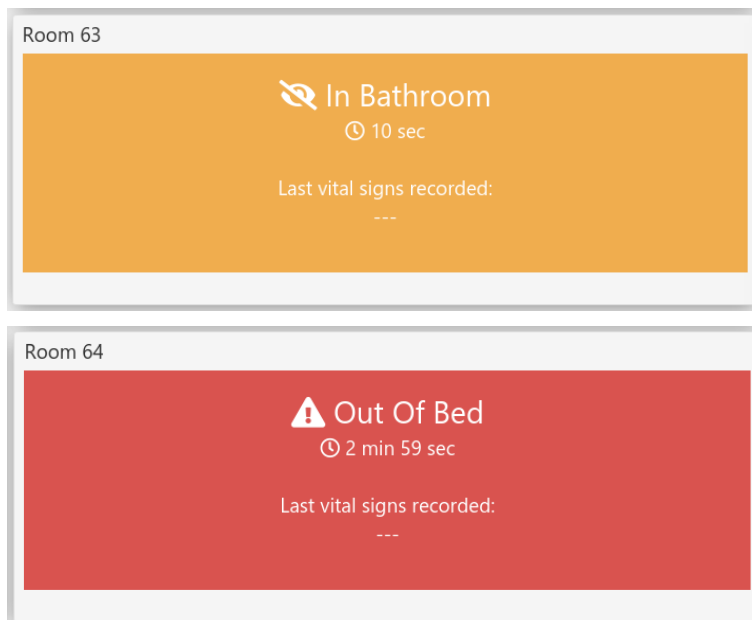 Room 63
In Bathroom
10 sec
Last vital signs recorded:
---
Room 64
Out Of Bed
2 min 59 sec
Last vital signs recorded:
---